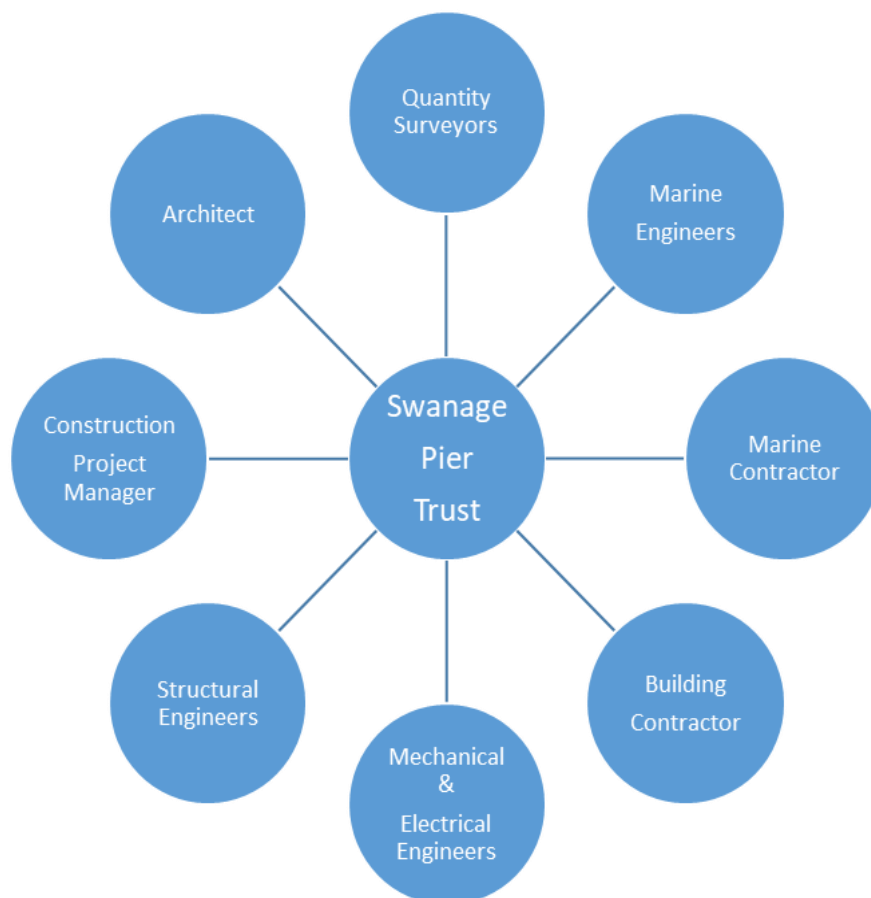 Quantity
Surveyors
Marine
Engineers
Architect
Swanage
Pier
Trust
Construction
Project
Manager
Marine
Contractor
Structural
Engineers
Building
Contractor
Mechanical
&
Electrical
Engineers